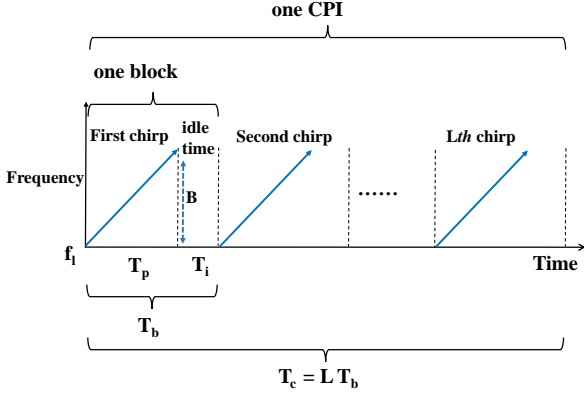 one CPI
one block
First chirp
idle
time
Second chirp
Lth chirp
Frequency
B
......
f_l
T_p
T_i
Time
T_b
T_c = L T_b